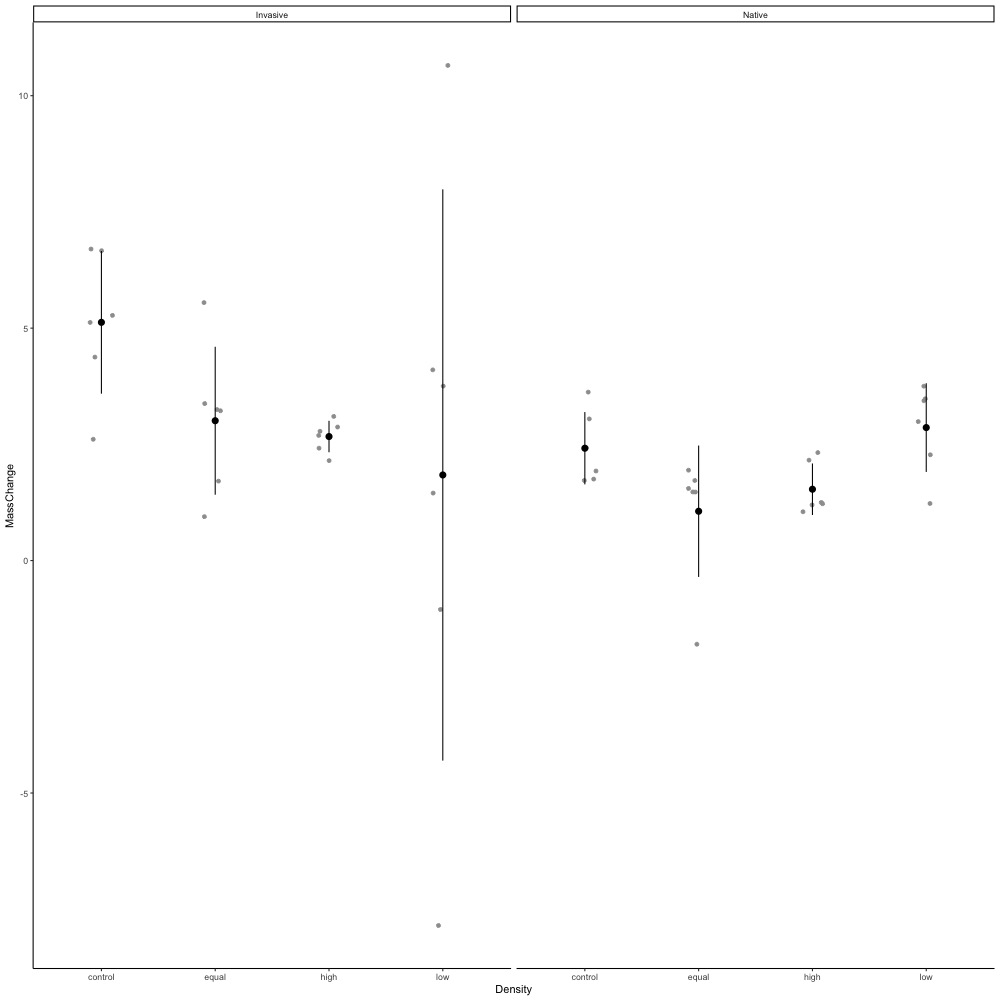 Invasive Native
MassChange
10
5
0
-5
control equal high low control equal high low
Density